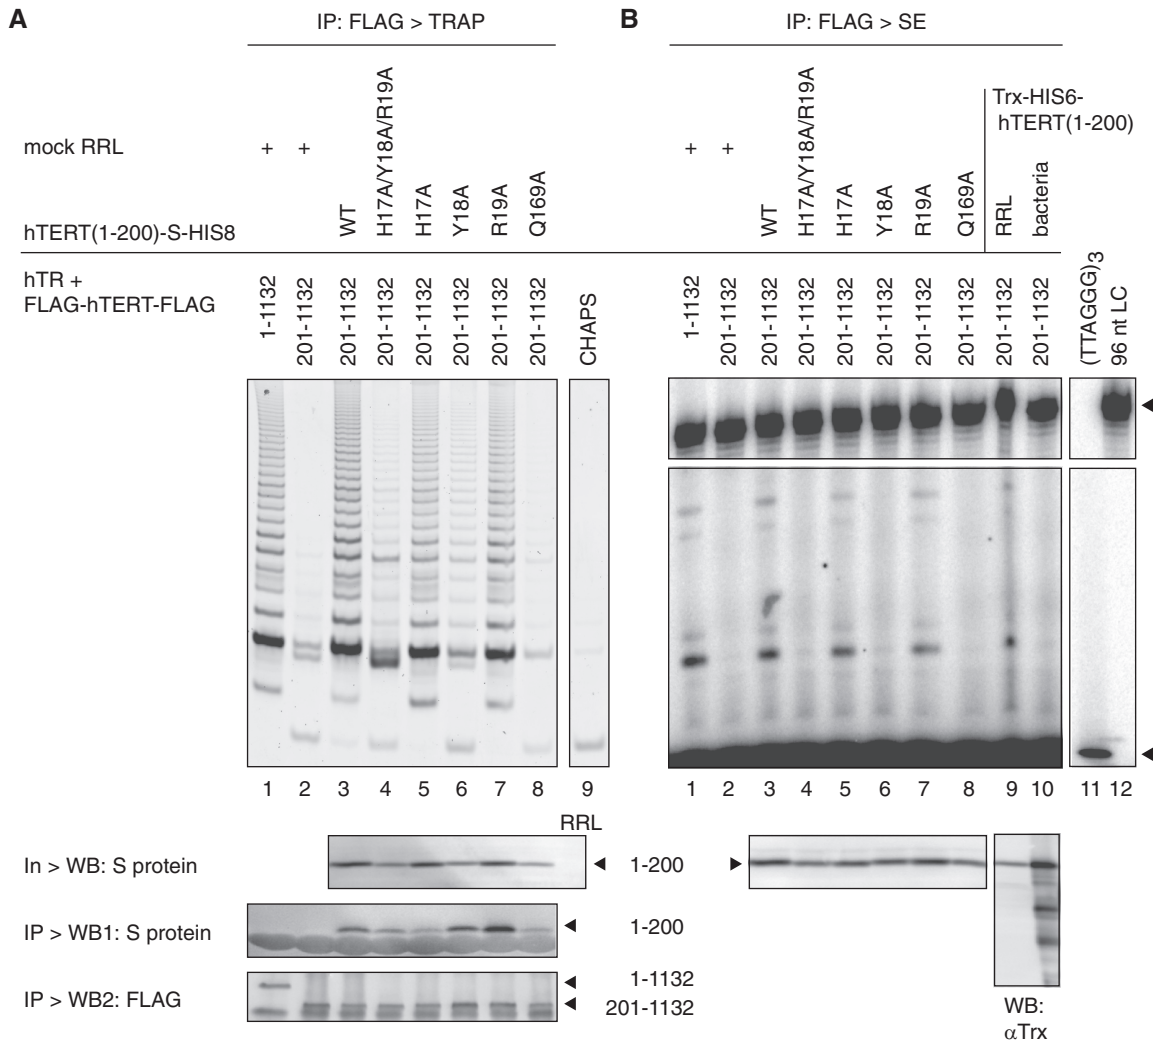 A
IP: FLAG > TRAP
B
IP: FLAG > SE
mock RRL
+ +
+ +
Trx-HIS6-
hTERT(1-200)
hTERT(1-200)-S-HIS8
WT
H17A/Y18A/R19A
H17A
Y18A
R19A
Q169A
WT
H17A/Y18A/R19A
H17A
Y18A
R19A
Q169A
RRL
bacteria
hTR +
FLAG-hTERT-FLAG
1-1132
201-1132
201-1132
201-1132
201-1132
201-1132
201-1132
201-1132
CHAPS
1-1132
201-1132
201-1132
201-1132
201-1132
201-1132
201-1132
201-1132
201-1132
201-1132
(TTAGGG)3
96 nt LC
1 2 3 4 5 6 7 8 9
1 2 3 4 5 6 7 8 9 10 11 12
RRL
In > WB: S protein
1-200
IP > WB1: S protein
1-200
IP > WB2: FLAG
1-1132
201-1132
WB:
αTrx